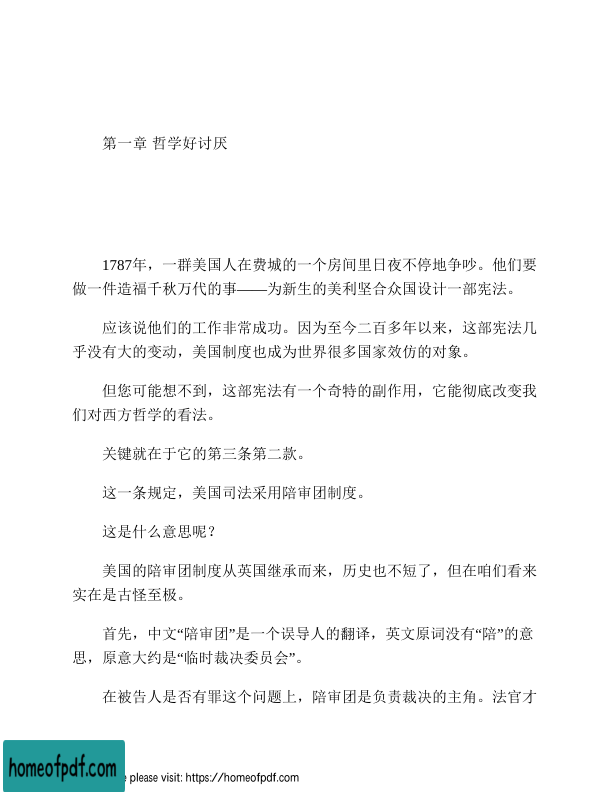 第一章 哲学好讨厌
1787年，一群美国人在费城的一个房间里日夜不停地争吵。他们要
做一件造福千秋万代的事——为新生的美利坚合众国设计一部宪法。
应该说他们的工作非常成功。因为至今二百多年以来，这部宪法几
乎没有大的变动，美国制度也成为世界很多国家效仿的对象。
但您可能想不到，这部宪法有一个奇特的副作用，它能彻底改变我
们对西方哲学的看法。
关键就在于它的第三条第二款。
这一条规定，美国司法采用陪审团制度。
这是什么意思呢？
美国的陪审团制度从英国继承而来，历史也不短了，但在咱们看来
实在是古怪至极。
首先，中文“陪审团”是一个误导人的翻译，英文原词没有“陪”的意
思，原意大约是“临时裁决委员会”。
在被告人是否有罪这个问题上，陪审团是负责裁决的主角。法官才
homeofpdf.com
please visit: https://homeofpdf.com